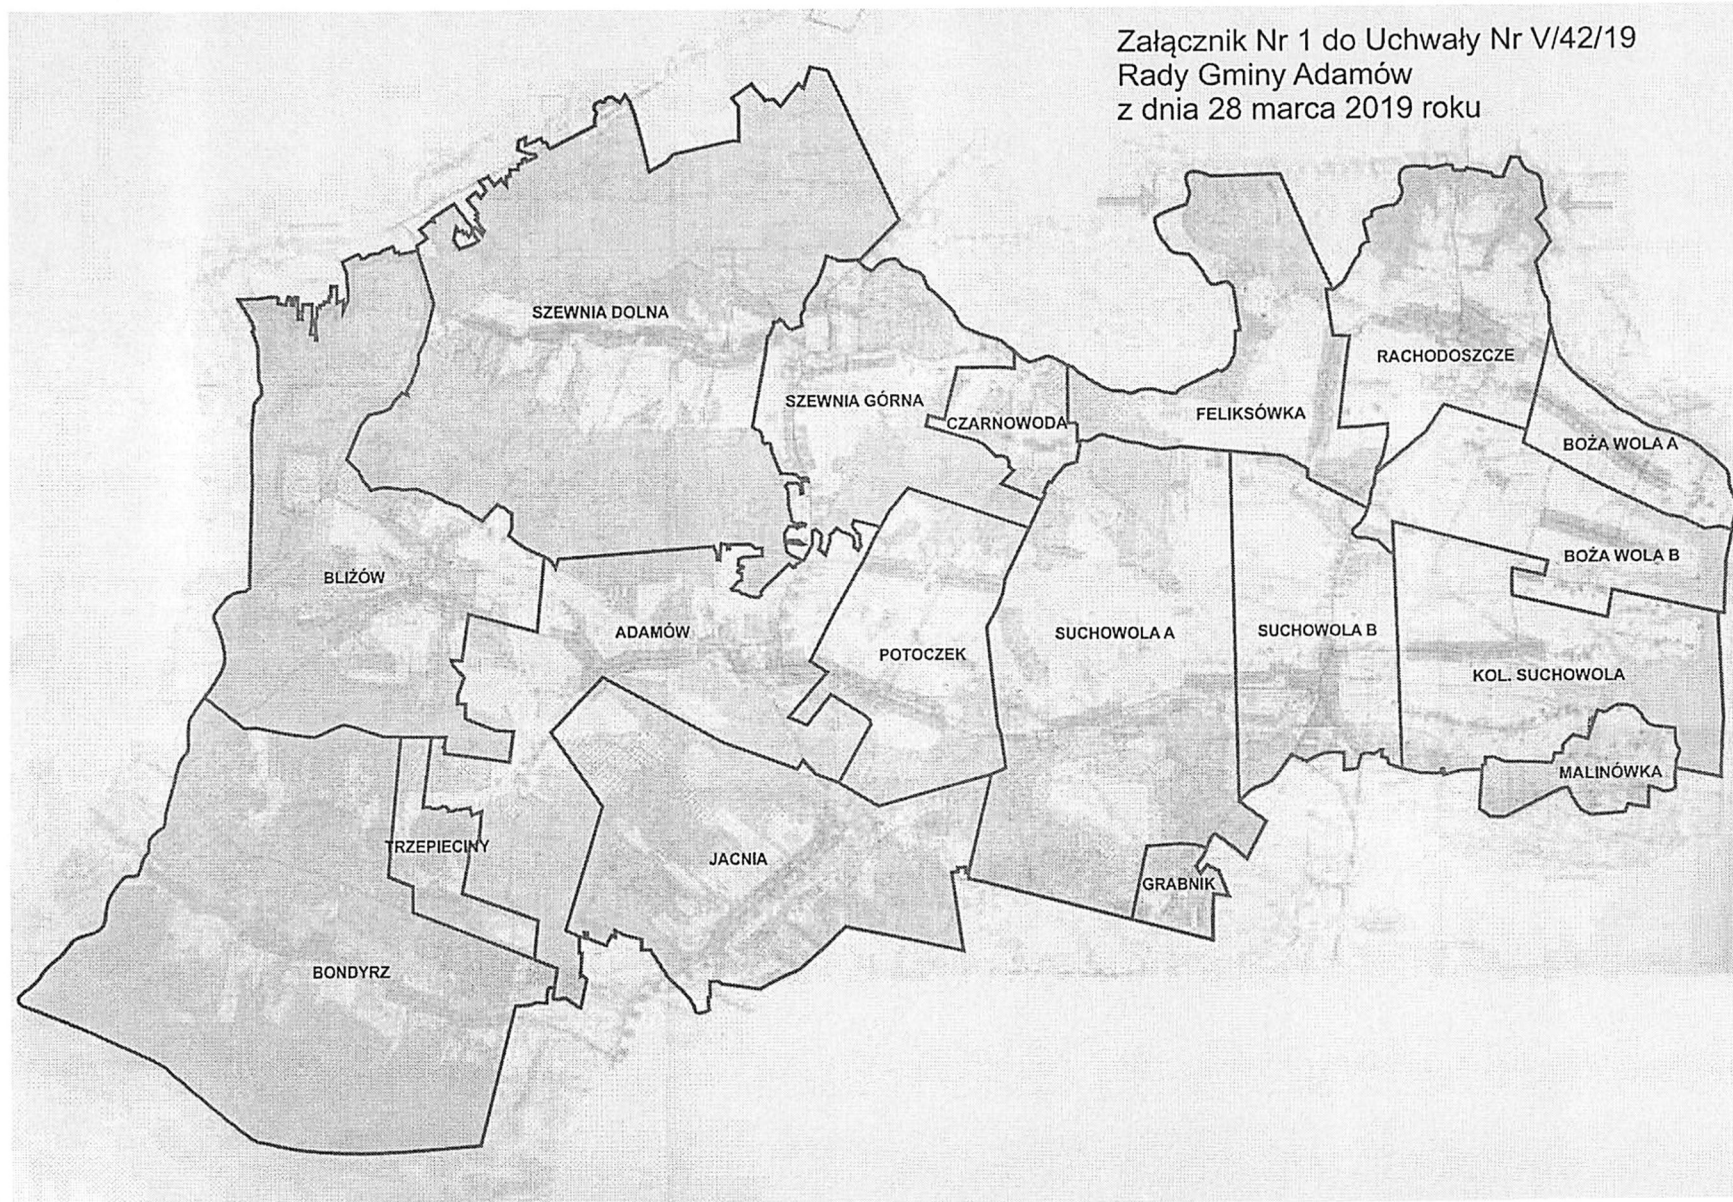 Załącznik Nr 1 do Uchwały Nr V/42/19
Rady Gminy Adamów
z dnia 28 marca 2019 roku
SZEWNIA DOLNA
RACHODOSZCZE
SZEWNIA GÓRNA
FELIKSÓWKA
CZARNOWODA
BOŻA WOLA A
BOŻA WOLA B
BLIŻÓW
ADAMÓW
SUCHOWOLA A
SUCHOWOLA B
POTOCZEK
KOL. SUCHOWOLA
MALINÓWKA
TRZEPIECINY
JACNIA
GRABNIK
BONDYRZ